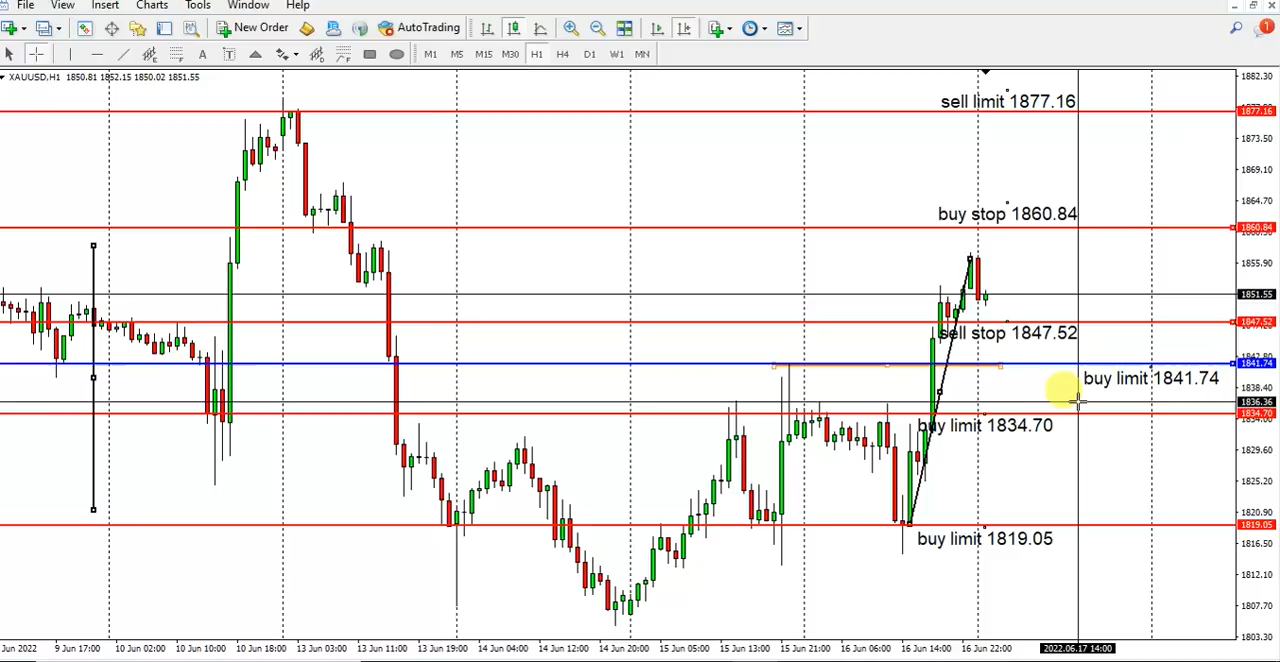 File View Insert Charts Tools Window Help
New Order AutoTrading 1
A T M1 M5 M15 M30 H1 H4 D1 W1 MN
XAUUSD,H1 1850.81 1852.15 1850.02 1851.55
1882.30
sell limit 1877.16
1877.16
1873.50
1869.10
1864.70
buy stop 1860.84
1860.84
1855.90
1851.55
1847.52
sell stop 1847.52
1841.74
buy limit 1841.74
1838.40
1836.36
1834.70
buy limit 1834.70
1829.60
1825.20
1820.90
1819.05
buy limit 1819.05
1816.50
1812.10
1807.70
1803.30
Jun 2022 9 Jun 17:00 10 Jun 02:00 10 Jun 10:00 10 Jun 18:00 13 Jun 03:00 13 Jun 11:00 13 Jun 19:00 14 Jun 04:00 14 Jun 12:00 14 Jun 20:00 15 Jun 05:00 15 Jun 13:00 15 Jun 21:00 16 Jun 06:00 16 Jun 14:00 16 Jun 22:00 2022.06.17 14:00